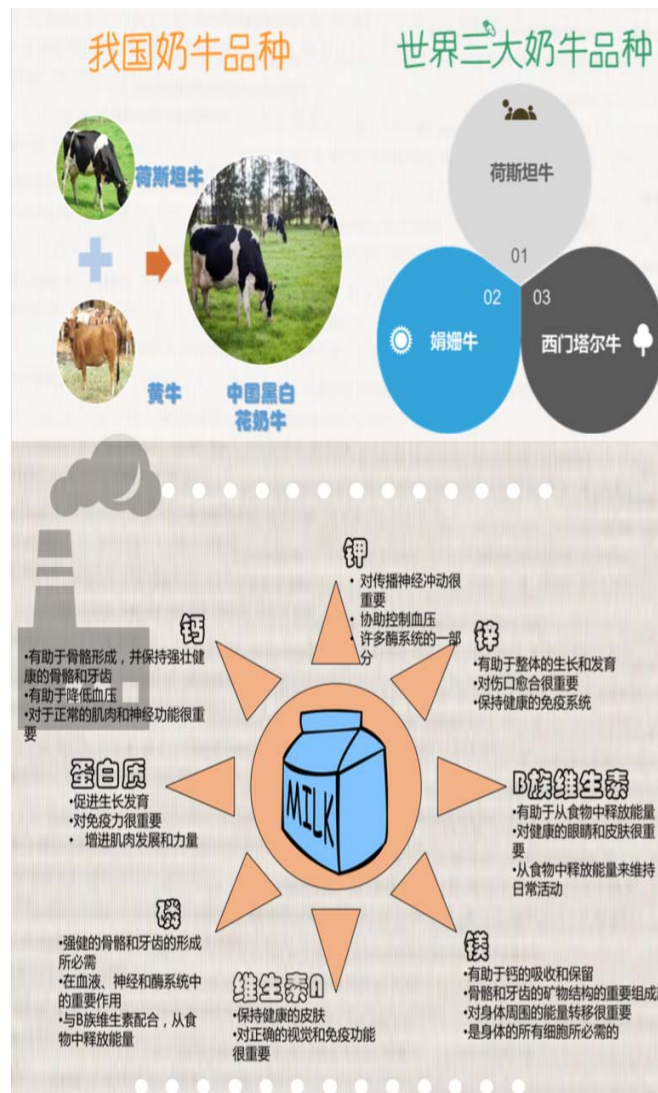 我国奶牛品种
世界三大奶牛品种
荷斯坦牛
黄牛
中国黑白
花奶牛
荷斯坦牛
01
02
03
娟姗牛
西门塔尔牛
钾
• 对传播神经冲动很
重要
• 协助控制血压
• 许多酶系统的一部
分
钙
•有助于骨骼形成，并保持强壮健
康的骨骼和牙齿
•有助于降低血压
•对于正常的肌肉和神经功能很重
要
锌
•有助于整体的生长和发育
•对伤口愈合很重要
•保持健康的免疫系统
蛋白质
•促进生长发育
•对免疫力很重要
• 增进肌肉发展和力量
MILK
B族维生素
•有助于从食物中释放能量
•对健康的眼睛和皮肤很重
要
•从食物中释放能量来维持
日常活动
磷
•强健的骨骼和牙齿的形成
所必需
•在血液、神经和酶系统中
的重要作用
•与B族维生素配合，从食
物中释放能量
维生素A
•保持健康的皮肤
•对正确的视觉和免疫功能
很重要
镁
•有助于钙的吸收和保留
•骨骼和牙齿的矿物结构的重要组成
•对身体周围的能量转移很重要
•是身体的所有细胞所必需的